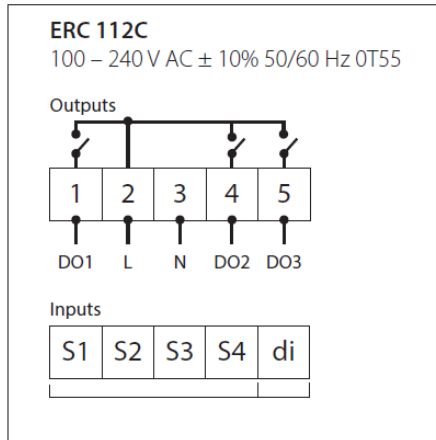 ERC 112C
100 – 240 V AC ± 10% 50/60 Hz 0T55
Outputs
1 2 3 4 5
DO1 L N DO2 DO3
Inputs
S1 S2 S3 S4 di